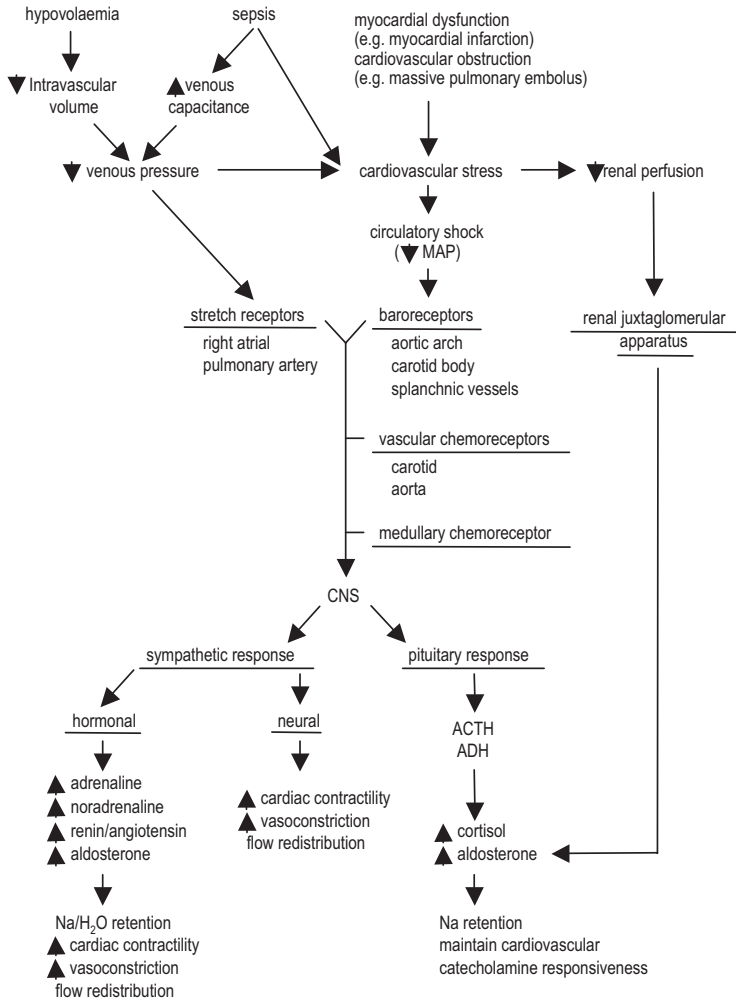 hypovolaemia
sepsis
myocardial dysfunction
(e.g. myocardial infarction)
cardiovascular obstruction
(e.g. massive pulmonary embolus)
Intravascular
volume
venous
capacitance
venous pressure
cardiovascular stress
renal perfusion
circulatory shock
( MAP)
stretch receptors
right atrial
pulmonary artery
baroreceptors
aortic arch
carotid body
splanchnic vessels
renal juxtaglomerular
apparatus
vascular chemoreceptors
carotid
aorta
medullary chemoreceptor
CNS
sympathetic response
pituitary response
hormonal
neural
ACTH
ADH
adrenaline
noradrenaline
renin/angiotensin
aldosterone
cardiac contractility
vasoconstriction
flow redistribution
cortisol
aldosterone
Na/H₂O retention
cardiac contractility
vasoconstriction
flow redistribution
Na retention
maintain cardiovascular
catecholamine responsiveness